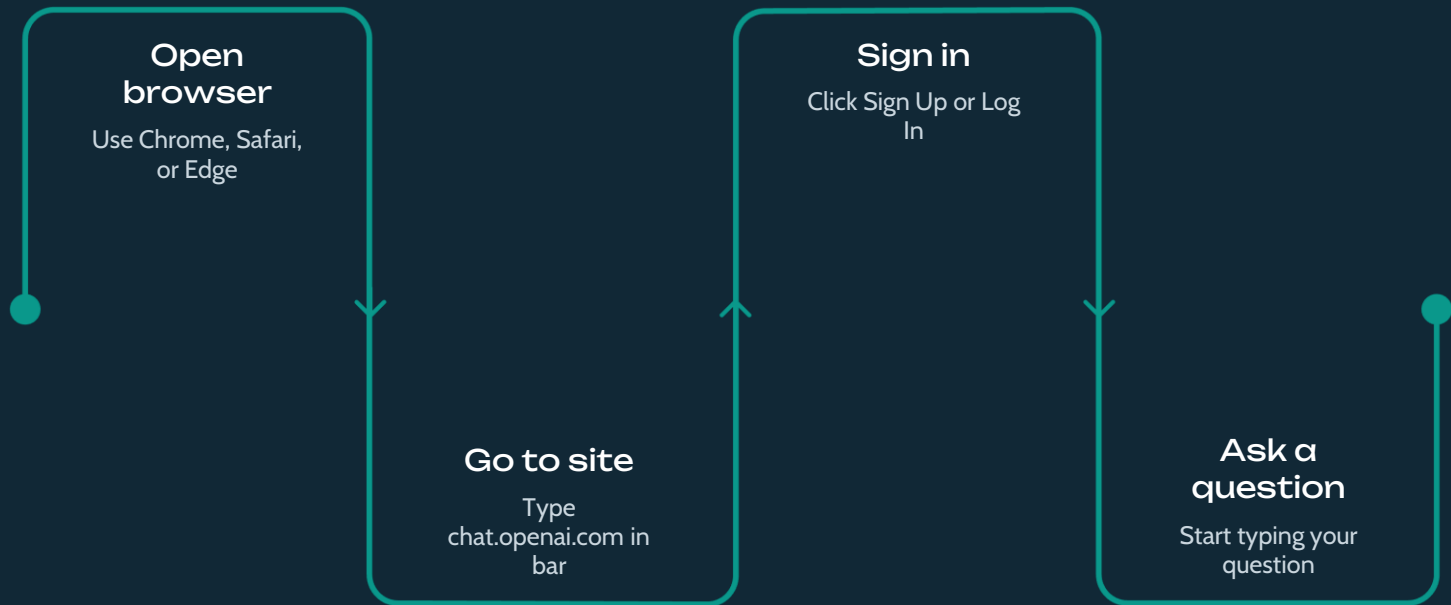 Open
browser
Use Chrome, Safari,
or Edge
Go to site
Type
chat.openai.com in
bar
Sign in
Click Sign Up or Log
In
Ask a
question
Start typing your
question